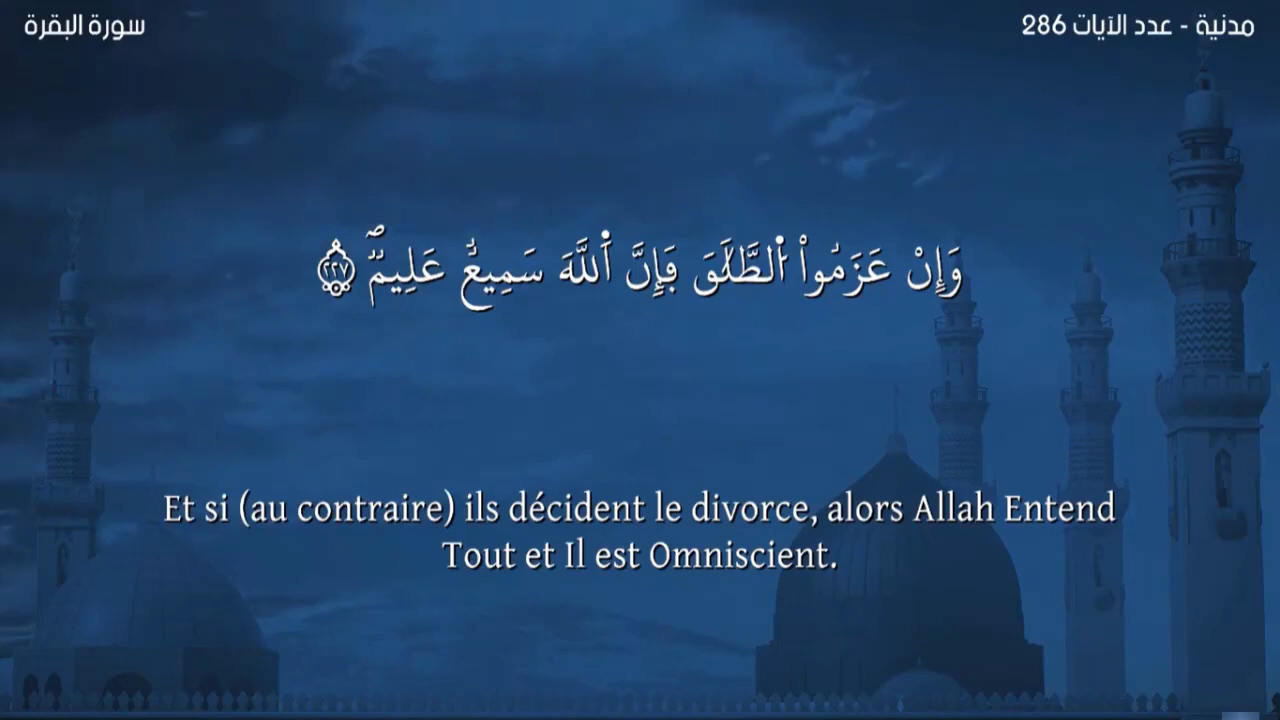 سورة البقرة
مدنية - عدد الآيات 286
وَإِنْ عَزَمُوا۟ ٱلطَّلَٰقَ فَإِنَّ ٱللَّهَ سَمِيعٌ عَلِيمٌ ۝٢٢٧
Et si (au contraire) ils décident le divorce, alors Allah Entend
Tout et Il est Omniscient.